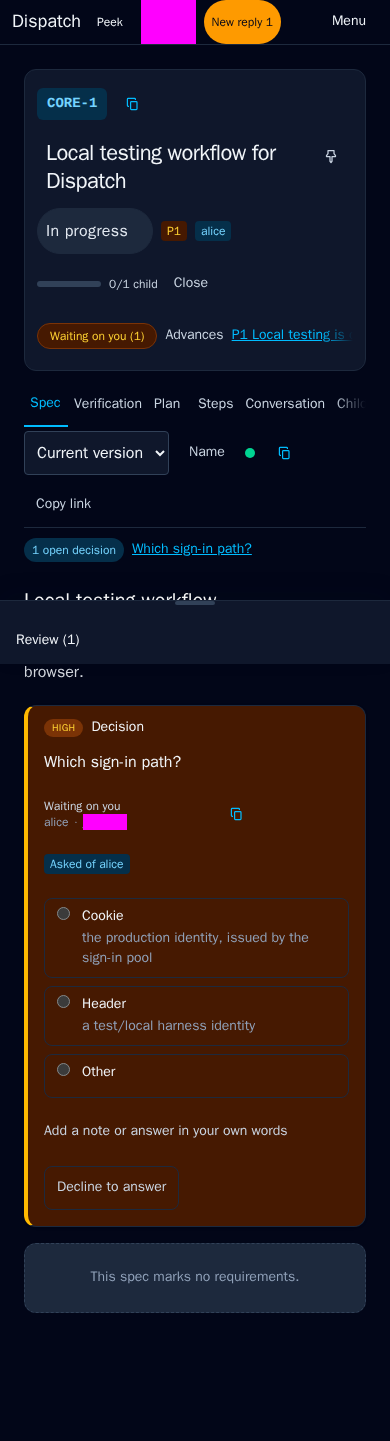 Dispatch Peek New reply 1 Menu
CORE-1
Local testing workflow for
Dispatch
In progress P1 alice
0/1 child Close
Waiting on you (1) Advances P1 Local testing is
Spec Verification Plan Steps Conversation
Current version Name
Copy link
1 open decision Which sign-in path?
Local testing workflow
Review (1)
browser.
HIGH Decision
Which sign-in path?
Waiting on you
alice ·
Asked of alice
Cookie
the production identity, issued by the
sign-in pool
Header
a test/local harness identity
Other
Add a note or answer in your own words
Decline to answer
This spec marks no requirements.